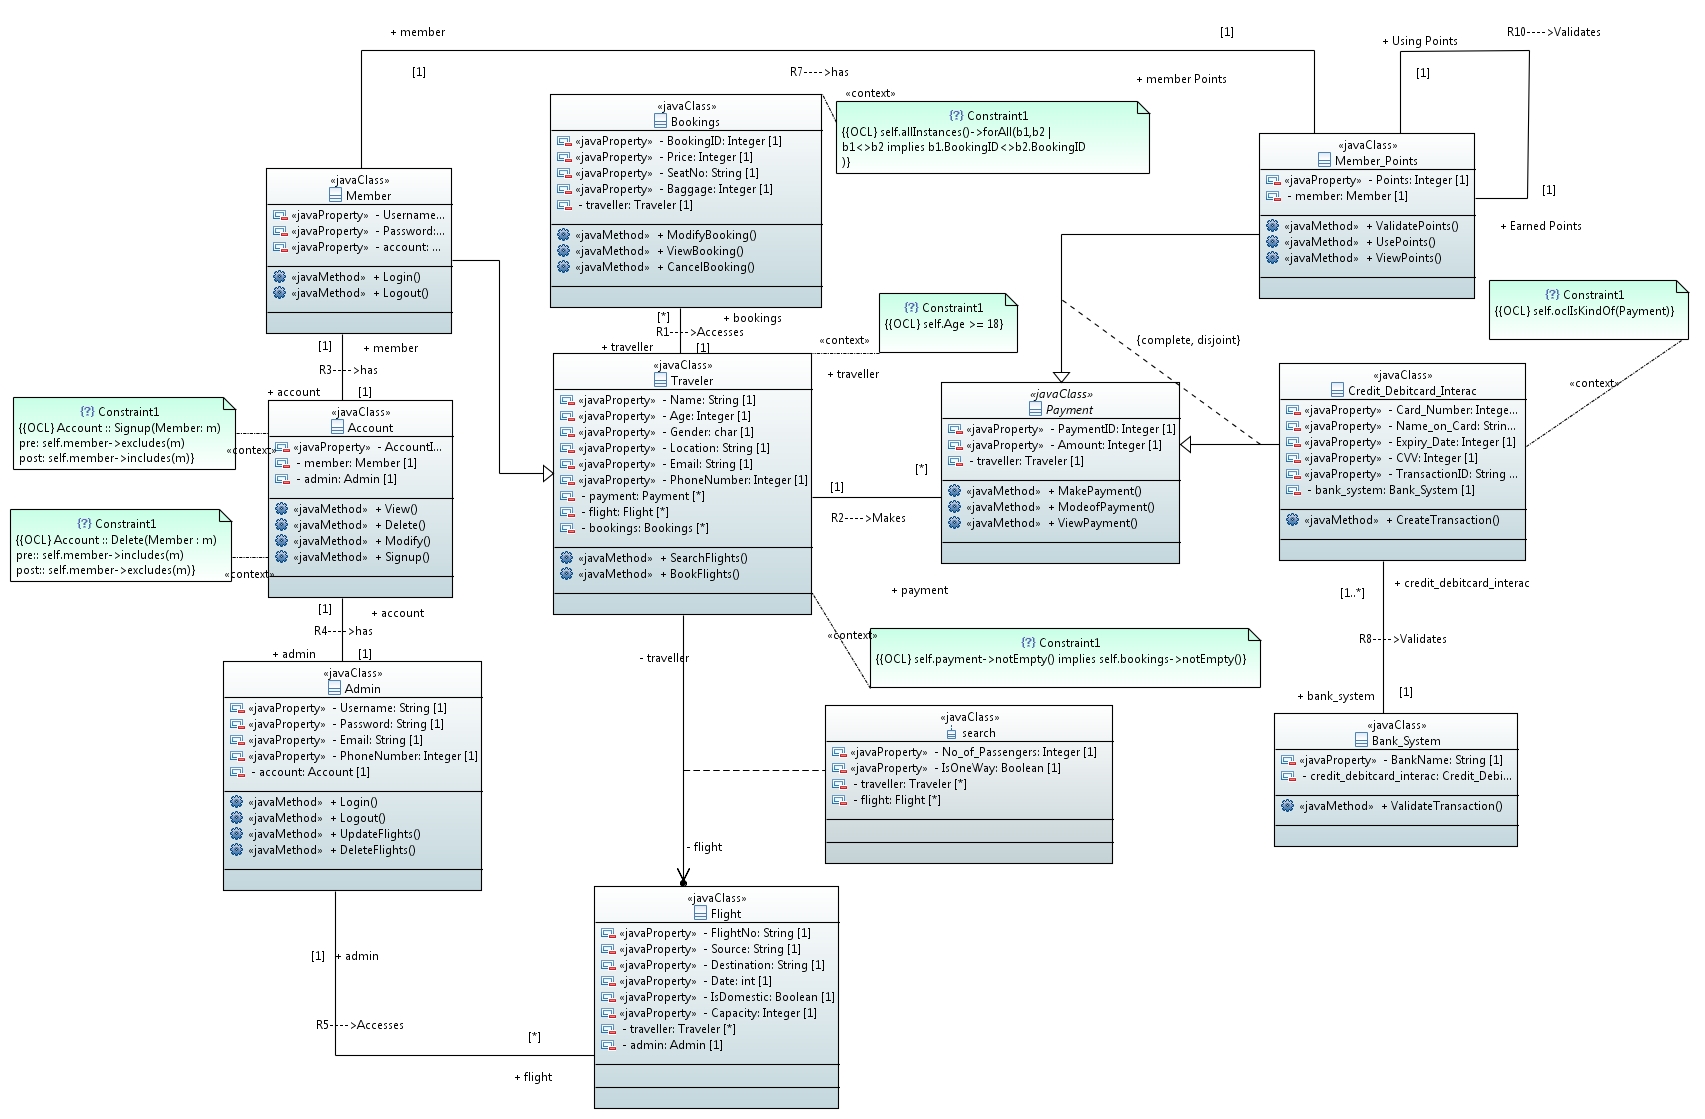 + member
[1]
[1]
R7---->has
+ member Points
+ Using Points
[1]
R10---->Validates
[1]
+ Earned Points
«javaClass»
Bookings
«javaProperty» - BookingID: Integer [1]
«javaProperty» - Price: Integer [1]
«javaProperty» - SeatNo: String [1]
«javaProperty» - Baggage: Integer [1]
- traveller: Traveler [1]
«javaMethod» + ModifyBooking()
«javaMethod» + ViewBooking()
«javaMethod» + CancelBooking()
«context»
{?} Constraint1
{{OCL} self.allInstances()->forAll(b1,b2 |
b1<>b2 implies b1.BookingID<>b2.BookingID
)}
«javaClass»
Member_Points
«javaProperty» - Points: Integer [1]
- member: Member [1]
«javaMethod» + ValidatePoints()
«javaMethod» + UsePoints()
«javaMethod» + ViewPoints()
«javaClass»
Member
«javaProperty» - Username...
«javaProperty» - Password:...
«javaProperty» - account: ...
«javaMethod» + Login()
«javaMethod» + Logout()
[*]
+ bookings
R1---->Accesses
+ traveller
[1]
«context»
{?} Constraint1
{{OCL} self.Age >= 18}
{?} Constraint1
{{OCL} self.oclIsKindOf(Payment)}
«context»
{complete, disjoint}
[1]
+ member
R3---->has
+ account
[1]
{?} Constraint1
{{OCL} Account :: Signup(Member: m)
pre: self.member->excludes(m)
post: self.member->includes(m)}
«context»
{?} Constraint1
{{OCL} Account :: Delete(Member : m)
pre:: self.member->includes(m)
post:: self.member->excludes(m)}
«context»
«javaClass»
Account
«javaProperty» - AccountI...
- member: Member [1]
- admin: Admin [1]
«javaMethod» + View()
«javaMethod» + Delete()
«javaMethod» + Modify()
«javaMethod» + Signup()
«javaClass»
Traveler
«javaProperty» - Name: String [1]
«javaProperty» - Age: Integer [1]
«javaProperty» - Gender: char [1]
«javaProperty» - Location: String [1]
«javaProperty» - Email: String [1]
«javaProperty» - PhoneNumber: Integer [1]
- payment: Payment [*]
- flight: Flight [*]
- bookings: Bookings [*]
«javaMethod» + SearchFlights()
«javaMethod» + BookFlights()
+ traveller
[*]
[1]
R2---->Makes
+ payment
«javaClass»
Payment
«javaProperty» - PaymentID: Integer [1]
«javaProperty» - Amount: Integer [1]
- traveller: Traveler [1]
«javaMethod» + MakePayment()
«javaMethod» + ModeofPayment()
«javaMethod» + ViewPayment()
«javaClass»
Credit_Debitcard_Interac
«javaProperty» - Card_Number: Intege...
«javaProperty» - Name_on_Card: Strin...
«javaProperty» - Expiry_Date: Integer [1]
«javaProperty» - CVV: Integer [1]
«javaProperty» - TransactionID: String ...
- bank_system: Bank_System [1]
«javaMethod» + CreateTransaction()
+ credit_debitcard_interac
[1..*]
R8---->Validates
+ bank_system
[1]
«context»
{?} Constraint1
{{OCL} self.payment->notEmpty() implies self.bookings->notEmpty()}
[1]
+ account
R4---->has
+ admin
[1]
- traveller
«javaClass»
Admin
«javaProperty» - Username: String [1]
«javaProperty» - Password: String [1]
«javaProperty» - Email: String [1]
«javaProperty» - PhoneNumber: Integer [1]
- account: Account [1]
«javaMethod» + Login()
«javaMethod» + Logout()
«javaMethod» + UpdateFlights()
«javaMethod» + DeleteFlights()
«javaClass»
search
«javaProperty» - No_of_Passengers: Integer [1]
«javaProperty» - IsOneWay: Boolean [1]
- traveller: Traveler [*]
- flight: Flight [*]
«javaClass»
Bank_System
«javaProperty» - BankName: String [1]
- credit_debitcard_interac: Credit_Debi...
«javaMethod» + ValidateTransaction()
- flight
«javaClass»
Flight
«javaProperty» - FlightNo: String [1]
«javaProperty» - Source: String [1]
«javaProperty» - Destination: String [1]
«javaProperty» - Date: int [1]
«javaProperty» - IsDomestic: Boolean [1]
«javaProperty» - Capacity: Integer [1]
- traveller: Traveler [*]
- admin: Admin [1]
[1]
+ admin
R5---->Accesses
[*]
+ flight